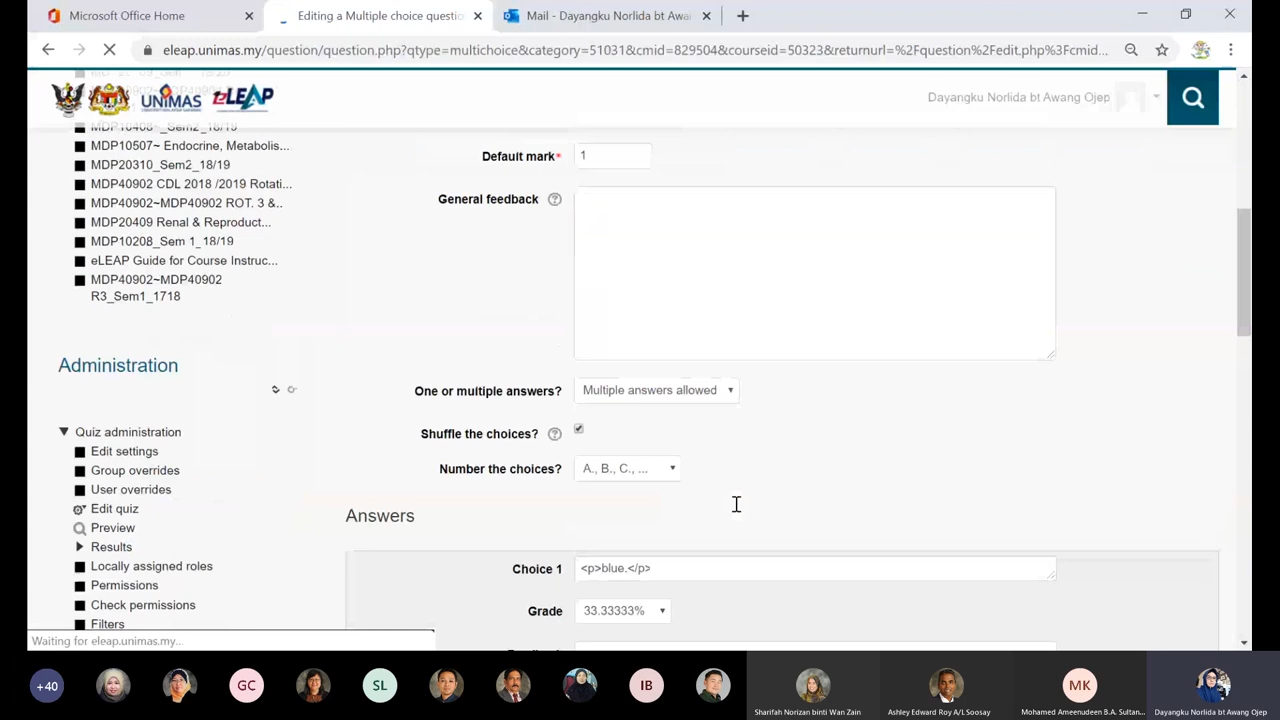 Microsoft Office Home
Editing a Multiple choice questio
Mail - Dayangku Norlida bt Awa
eleap.unimas.my/question/question.php?qtype=multichoice&category=51031&cmid=829504&courseid=50323&returnurl=%2Fquestion%2Fedit.php%3Fcmid...
UNIMAS
eLEAP
Dayangku Norlida bt Awang Ojep
MDP10408~_Sem2_18/19
MDP10507~ Endocrine, Metabolis...
MDP20310_Sem2_18/19
MDP40902 CDL 2018 /2019 Rotati...
MDP40902~MDP40902 ROT. 3 &..
MDP20409 Renal & Reproduct...
MDP10208_Sem 1_18/19
eLEAP Guide for Course Instruc...
MDP40902~MDP40902
R3_Sem1_1718
Administration
Quiz administration
Edit settings
Group overrides
User overrides
Edit quiz
Preview
Results
Locally assigned roles
Permissions
Check permissions
Filters
Waiting for eleap.unimas.my...
Default mark* 1
General feedback
One or multiple answers? Multiple answers allowed
Shuffle the choices?
Number the choices? A., B., C., ...
Answers
Choice 1 <p>blue.</p>
Grade 33.33333%
+40
GC
SL
IB
MK
Sharifah Norizan binti Wan Zain
Ashley Edward Roy A/L Soosay
Mohamed Ameenudeen B.A. Sultan...
Dayangku Norlida bt Awang Ojep